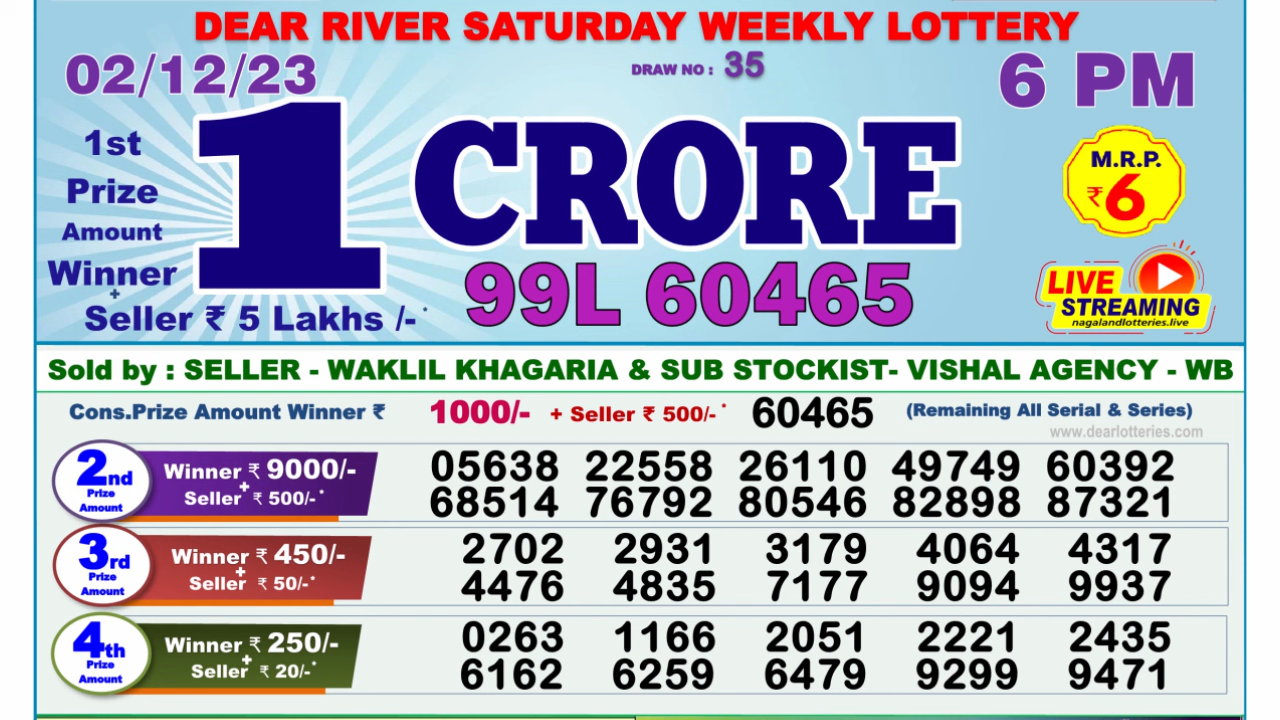 DEAR RIVER SATURDAY WEEKLY LOTTERY
02/12/23
DRAW NO : 35
6 PM
1st
Prize
Amount
Winner
+
Seller ₹ 5 Lakhs /- *
1 CRORE
99L 60465
M.R.P.
₹6
LIVE
STREAMING
nagalandlotteries.live
Sold by : SELLER - WAKLIL KHAGARIA & SUB STOCKIST- VISHAL AGENCY - WB
Cons.Prize Amount Winner ₹ 1000/- + Seller ₹ 500/- * 60465 (Remaining All Serial & Series)
www.dearlotteries.com
2nd
Prize
Amount
Winner ₹ 9000/-
+
Seller ₹ 500/- *
05638 22558 26110 49749 60392
68514 76792 80546 82898 87321
3rd
Prize
Amount
Winner ₹ 450/-
+
Seller ₹ 50/- *
2702 2931 3179 4064 4317
4476 4835 7177 9094 9937
4th
Prize
Amount
Winner ₹ 250/-
+
Seller ₹ 20/- *
0263 1166 2051 2221 2435
6162 6259 6479 9299 9471